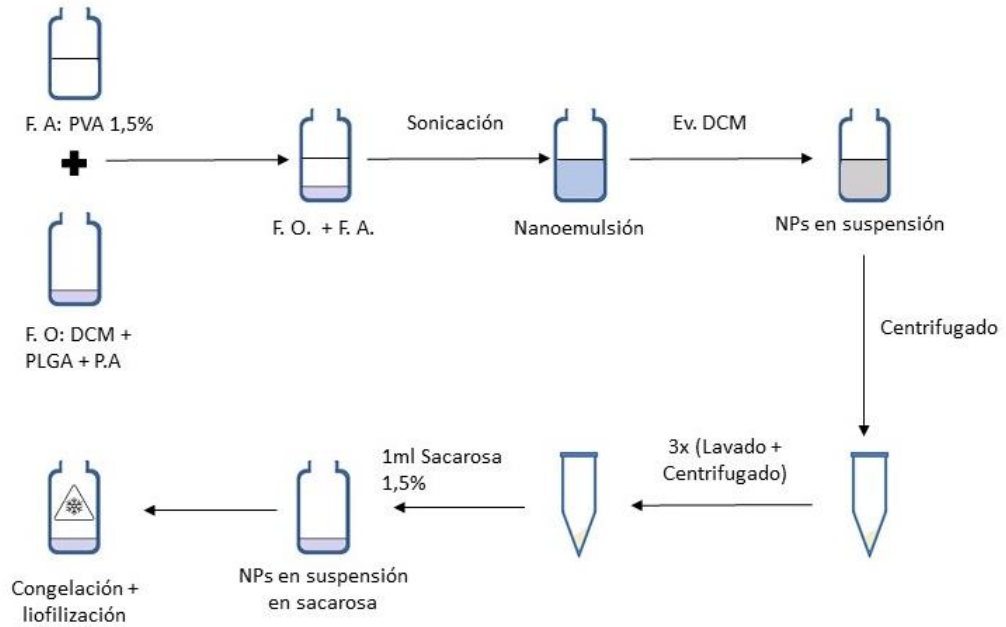 F. A: PVA 1,5%
F. O: DCM +
PLGA + P.A
F. O. + F. A.
Sonicación
Nanoemulsión
Ev. DCM
NPs en suspensión
Centrifugado
3x (Lavado +
Centrifugado)
1ml Sacarosa
1,5%
NPs en suspensión
en sacarosa
Congelación +
liofilización